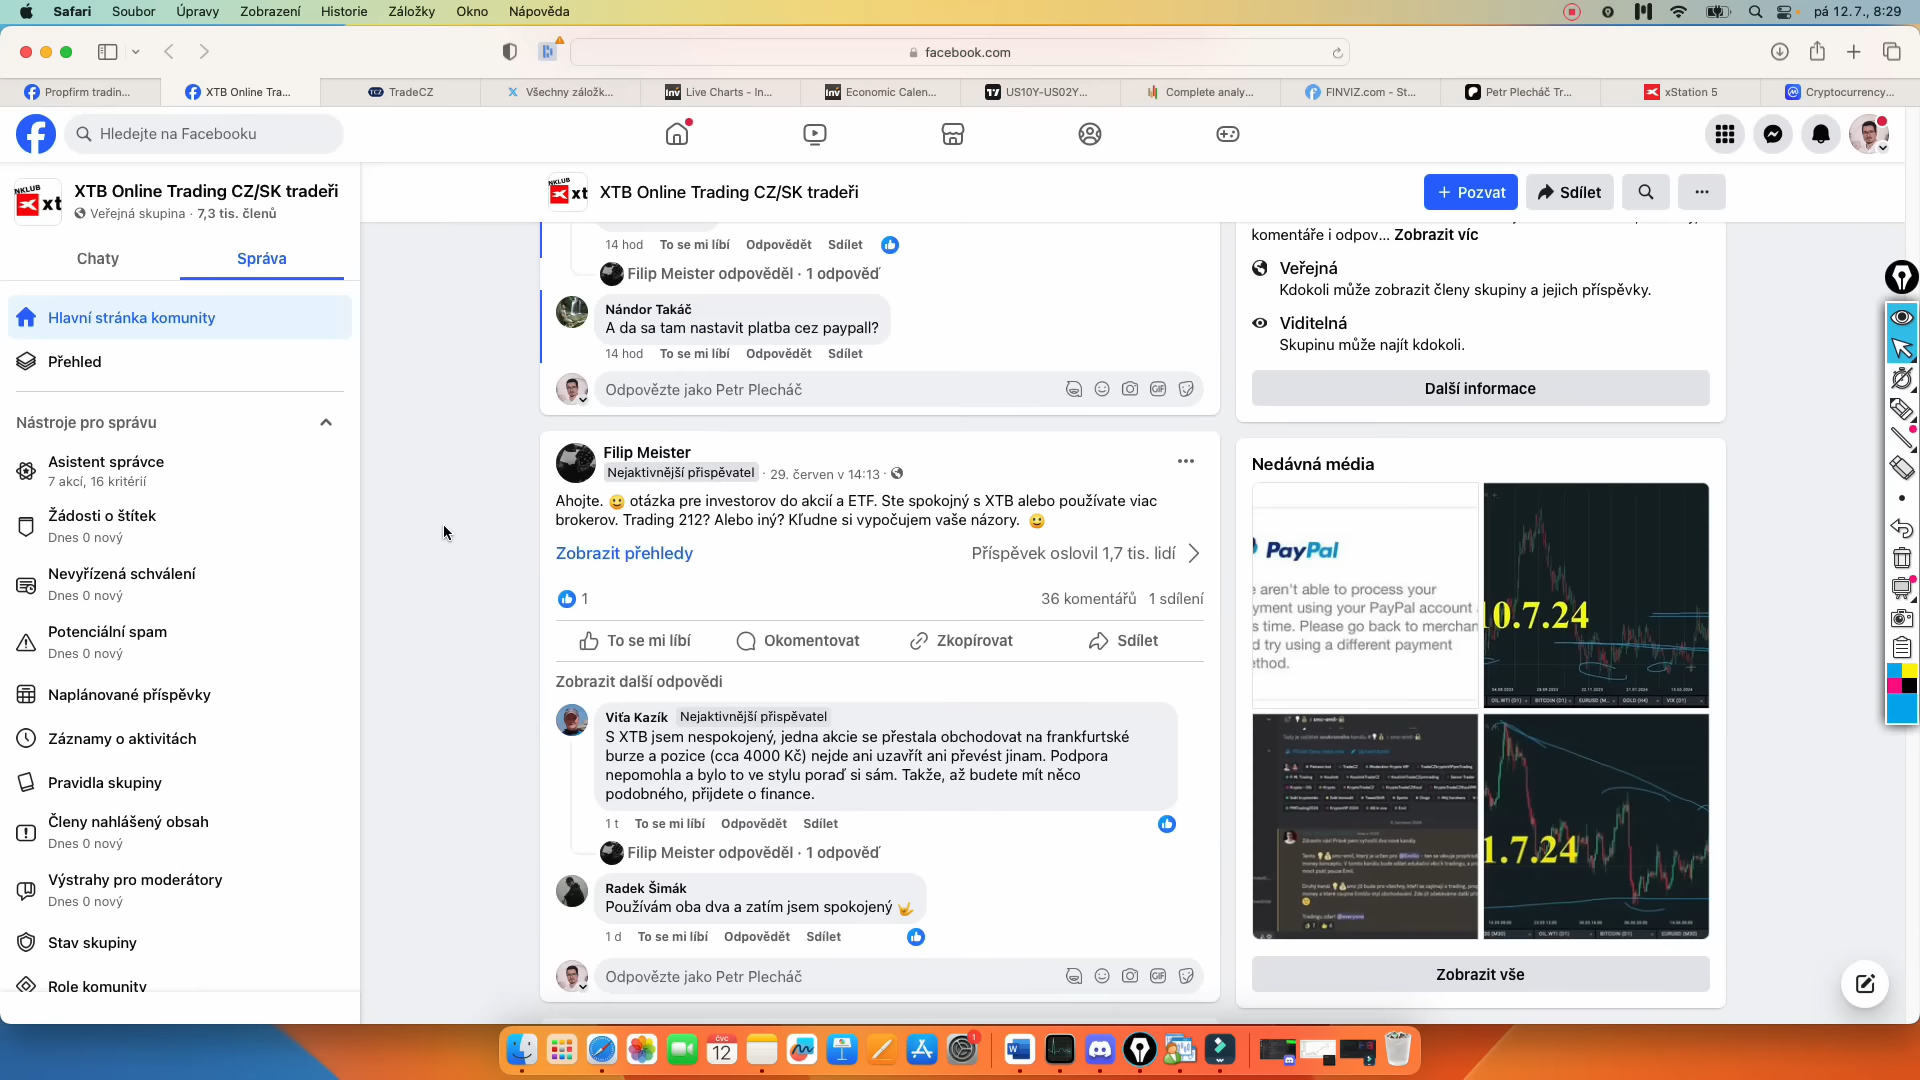 Safari Soubor Úpravy Zobrazení Historie Záložky Okno Nápověda
pá 12.7., 8:29
facebook.com
Propfirm tradin...
XTB Online Tra...
TradeCZ
Všechny záložk...
Live Charts - In...
Economic Calen...
US10Y-US02Y...
Complete analy...
FINVIZ.com - St...
Petr Plecháč Tr...
xStation 5
Cryptocurrency...
Hledejte na Facebooku
XTB Online Trading CZ/SK tradeři
Veřejná skupina · 7,3 tis. členů
Chaty
Správa
Hlavní stránka komunity
Přehled
Nástroje pro správu
Asistent správce
7 akcí, 16 kritérií
Žádosti o štítek
Dnes 0 nový
Nevyřízená schválení
Dnes 0 nový
Potenciální spam
Dnes 0 nový
Naplánované příspěvky
Záznamy o aktivitách
Pravidla skupiny
Členy nahlášený obsah
Dnes 0 nový
Výstrahy pro moderátory
Dnes 0 nový
Stav skupiny
Role komunity
XTB Online Trading CZ/SK tradeři
+ Pozvat
Sdílet
14 hod To se mi líbí Odpovědět Sdílet
Filip Meister odpověděl · 1 odpověď
Nándor Takáč
A da sa tam nastavit platba cez paypall?
14 hod To se mi líbí Odpovědět Sdílet
Odpovězte jako Petr Plecháč
Filip Meister
Nejaktivnější přispěvatel · 29. červen v 14:13 ·
Ahojte. 😀 otázka pre investorov do akcií a ETF. Ste spokojný s XTB alebo používate viac
brokerov. Trading 212? Alebo iný? Kľudne si vypočujem vaše názory. 😀
Zobrazit přehledy
Příspěvek oslovil 1,7 tis. lidí
1
36 komentářů 1 sdílení
To se mi líbí
Okomentovat
Zkopírovat
Sdílet
Zobrazit další odpovědi
Viťa Kazík Nejaktivnější přispěvatel
S XTB jsem nespokojený, jedna akcie se přestala obchodovat na frankfurtské
burze a pozice (cca 4000 Kč) nejde ani uzavřít ani převést jinam. Podpora
nepomohla a bylo to ve stylu poraď si sám. Takže, až budete mít něco
podobného, přijdete o finance.
1 t To se mi líbí Odpovědět Sdílet
Filip Meister odpověděl · 1 odpověď
Radek Šimák
Používám oba dva a zatím jsem spokojený 🤟
1 d To se mi líbí Odpovědět Sdílet
Odpovězte jako Petr Plecháč
komentáře i odpov... Zobrazit víc
Veřejná
Kdokoli může zobrazit členy skupiny a jejich příspěvky.
Viditelná
Skupinu může najít kdokoli.
Další informace
Nedávná média
PayPal
aren't able to process your
yment using your PayPal account
s time. Please go back to merchan
d try using a different payment
thod.
10.7.24
1.7.24
Zobrazit vše
ČVC
12